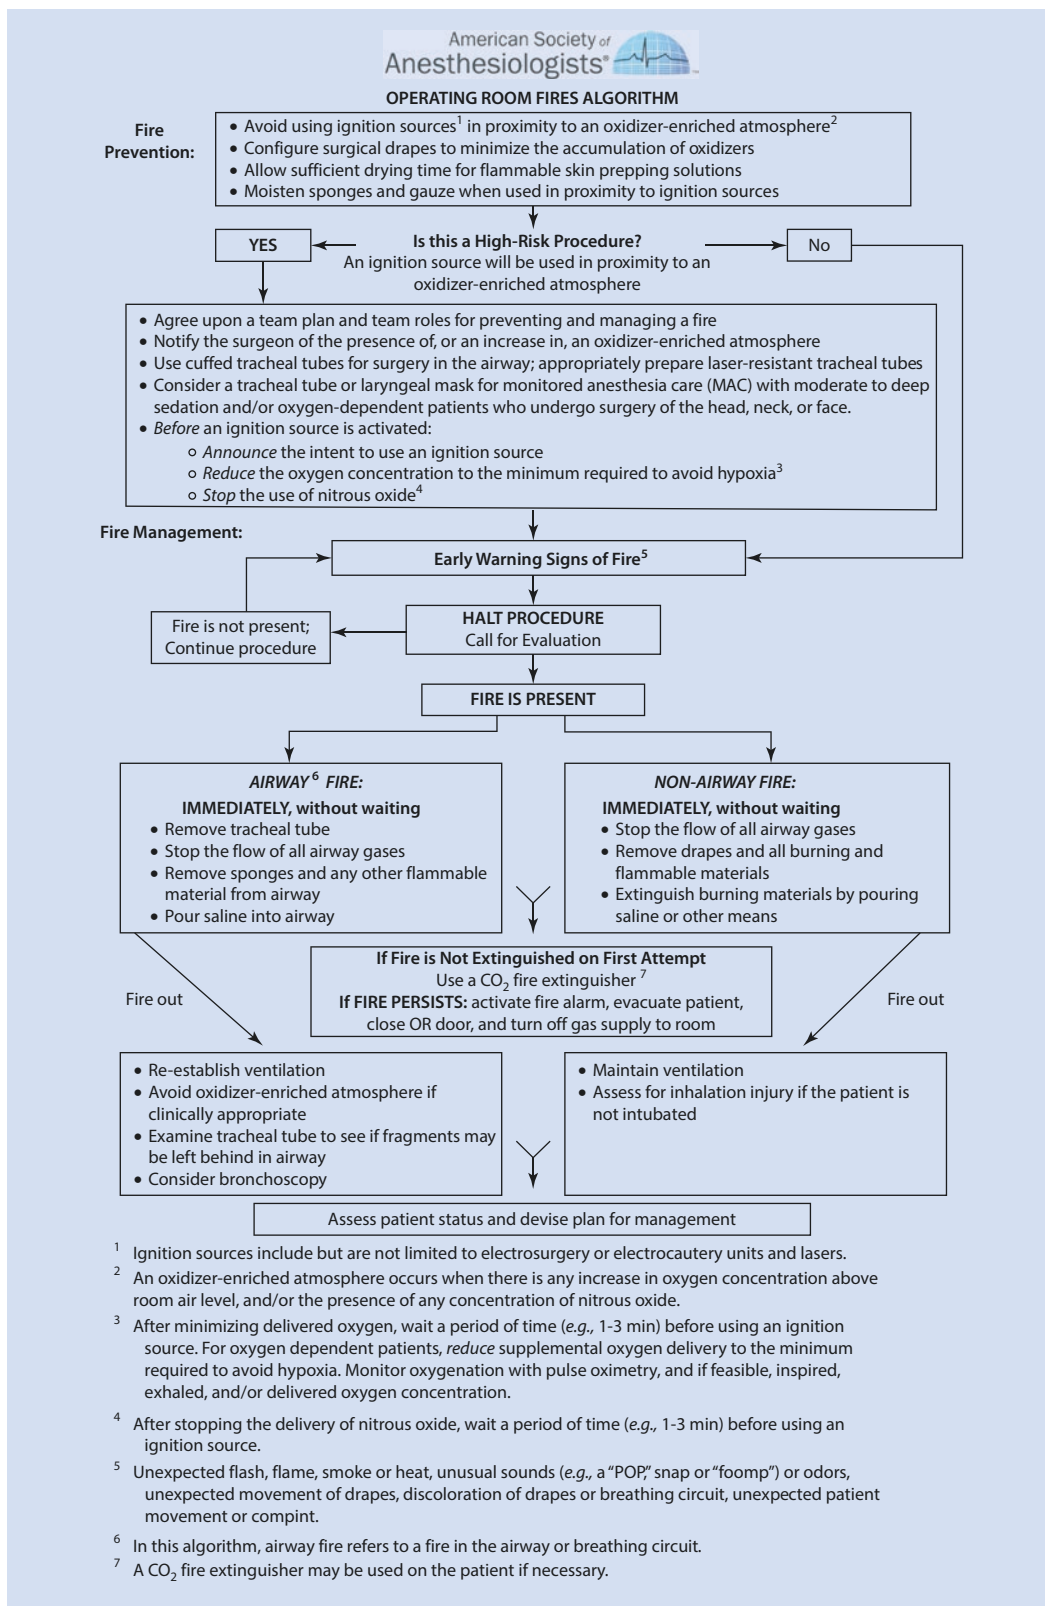 American Society of
Anesthesiologists®
OPERATING ROOM FIRES ALGORITHM
Fire
Prevention:
• Avoid using ignition sources1 in proximity to an oxidizer-enriched atmosphere2
• Configure surgical drapes to minimize the accumulation of oxidizers
• Allow sufficient drying time for flammable skin prepping solutions
• Moisten sponges and gauze when used in proximity to ignition sources
YES
Is this a High-Risk Procedure?
An ignition source will be used in proximity to an
oxidizer-enriched atmosphere
No
• Agree upon a team plan and team roles for preventing and managing a fire
• Notify the surgeon of the presence of, or an increase in, an oxidizer-enriched atmosphere
• Use cuffed tracheal tubes for surgery in the airway; appropriately prepare laser-resistant tracheal tubes
• Consider a tracheal tube or laryngeal mask for monitored anesthesia care (MAC) with moderate to deep
sedation and/or oxygen-dependent patients who undergo surgery of the head, neck, or face.
• Before an ignition source is activated:
o Announce the intent to use an ignition source
o Reduce the oxygen concentration to the minimum required to avoid hypoxia3
o Stop the use of nitrous oxide4
Fire Management:
Early Warning Signs of Fire5
HALT PROCEDURE
Call for Evaluation
Fire is not present;
Continue procedure
FIRE IS PRESENT
AIRWAY6 FIRE:
IMMEDIATELY, without waiting
• Remove tracheal tube
• Stop the flow of all airway gases
• Remove sponges and any other flammable
material from airway
• Pour saline into airway
NON-AIRWAY FIRE:
IMMEDIATELY, without waiting
• Stop the flow of all airway gases
• Remove drapes and all burning and
flammable materials
• Extinguish burning materials by pouring
saline or other means
If Fire is Not Extinguished on First Attempt
Use a CO2 fire extinguisher 7
If FIRE PERSISTS: activate fire alarm, evacuate patient,
close OR door, and turn off gas supply to room
Fire out
Fire out
• Re-establish ventilation
• Avoid oxidizer-enriched atmosphere if
clinically appropriate
• Examine tracheal tube to see if fragments may
be left behind in airway
• Consider bronchoscopy
• Maintain ventilation
• Assess for inhalation injury if the patient is
not intubated
Assess patient status and devise plan for management
1 Ignition sources include but are not limited to electrosurgery or electrocautery units and lasers.
2 An oxidizer-enriched atmosphere occurs when there is any increase in oxygen concentration above
room air level, and/or the presence of any concentration of nitrous oxide.
3 After minimizing delivered oxygen, wait a period of time (e.g., 1-3 min) before using an ignition
source. For oxygen dependent patients, reduce supplemental oxygen delivery to the minimum
required to avoid hypoxia. Monitor oxygenation with pulse oximetry, and if feasible, inspired,
exhaled, and/or delivered oxygen concentration.
4 After stopping the delivery of nitrous oxide, wait a period of time (e.g., 1-3 min) before using an
ignition source.
5 Unexpected flash, flame, smoke or heat, unusual sounds (e.g., a “POP,” snap or “foomp”) or odors,
unexpected movement of drapes, discoloration of drapes or breathing circuit, unexpected patient
movement or compint.
6 In this algorithm, airway fire refers to a fire in the airway or breathing circuit.
7 A CO2 fire extinguisher may be used on the patient if necessary.